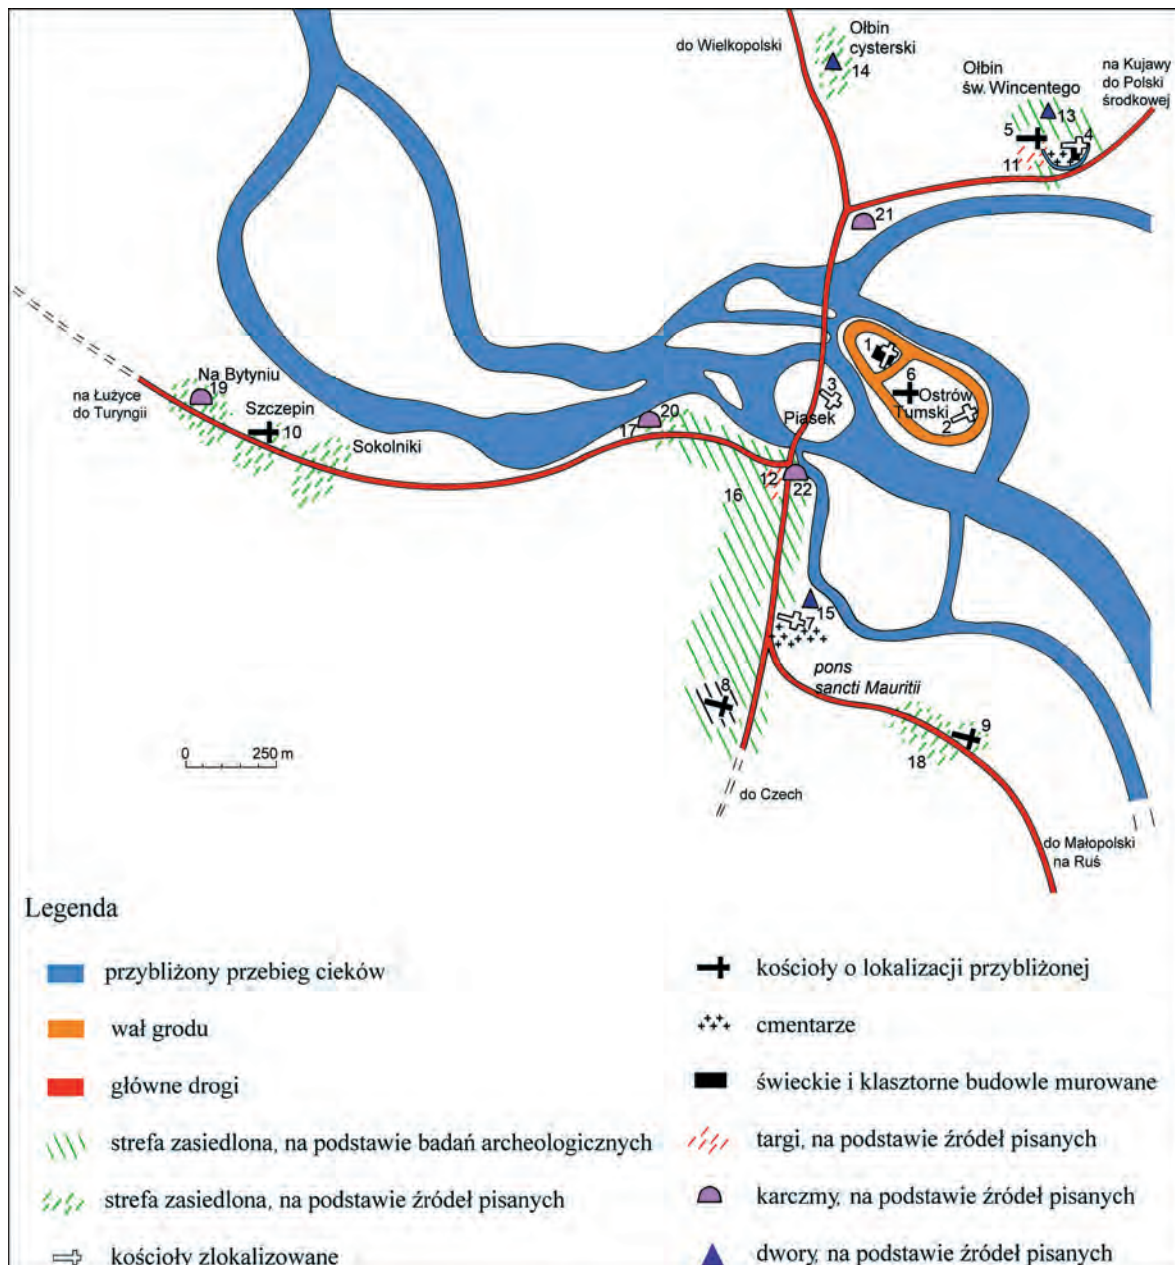 do Wielkopolski
Ołbin
cysterski
14
Ołbin
św. Wincentego
na Kujawy
do Polski
środkowej
13
5
4
11
21
1
6
Ostrów
Tumski
2
3
Piasek
na Łużyce
do Turyngii
Na Bytyniu
19
Szczepin
10
Sokolniki
20
17
12
22
16
15
7
pons
sancti Mauritii
8
9
18
0
250 m
do Czech
do Małopolski
na Ruś
Legenda
przybliżony przebieg cieków
wał grodu
główne drogi
strefa zasiedlona, na podstawie badań archeologicznych
strefa zasiedlona, na podstawie źródeł pisanych
kościoły zlokalizowane
kościoły o lokalizacji przybliżonej
cmentarze
świeckie i klasztorne budowle murowane
targi, na podstawie źródeł pisanych
karczmy, na podstawie źródeł pisanych
dwory, na podstawie źródeł pisanych